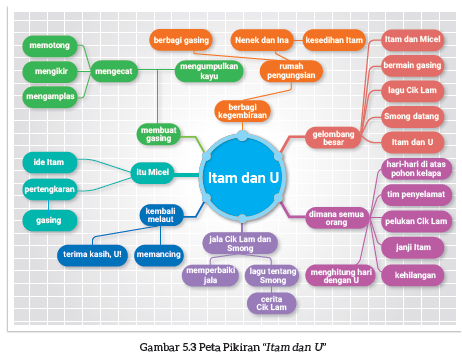 memotong
mengikir
mengamplas
mengecat
mengumpulkan
kayu
membuat
gasing
berbagi gasing
Nenek dan Ina
kesedihan Itam
rumah
pengungsian
berbagi
kegembiraan
Itam dan Micel
bermain gasing
lagu Cik Lam
Smong datang
Itam dan U
gelombang
besar
Itam dan U
ide Itam
pertengkaran
gasing
itu Micel
kembali
melaut
terima kasih, U!
memancing
jala Cik Lam dan
Smong
memperbaiki
jala
lagu tentang
Smong
cerita
Cik Lam
dimana semua
orang
hari-hari di atas
pohon kelapa
tim penyelamat
pelukan Cik Lam
janji Itam
kehilangan
menghitung hari
dengan U
Gambar 5.3 Peta Pikiran “Itam dan U”